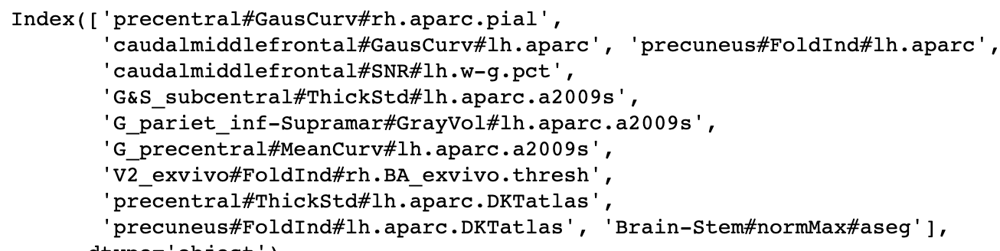 Index(['precentral#GausCurv#rh.aparc.pial',
'caudalmiddlefrontal#GausCurv#lh.aparc', 'precuneus#FoldInd#lh.aparc',
'caudalmiddlefrontal#SNR#lh.w-g.pct',
'G&S_subcentral#ThickStd#lh.aparc.a2009s',
'G_pariet_inf-Supramar#GrayVol#lh.aparc.a2009s',
'G_precentral#MeanCurv#lh.aparc.a2009s',
'V2_exvivo#FoldInd#rh.BA_exvivo.thresh',
'precentral#ThickStd#lh.aparc.DKTatlas',
'precuneus#FoldInd#lh.aparc.DKTatlas', 'Brain-Stem#normMax#aseg'],
dtype='object')